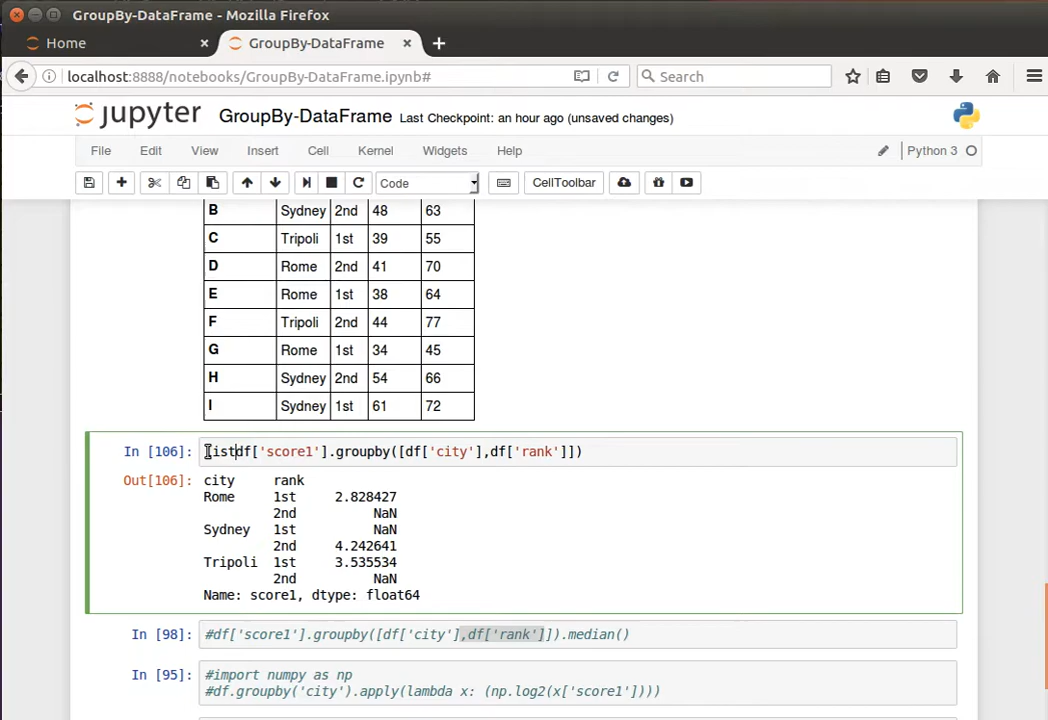 GroupBy-DataFrame - Mozilla Firefox
Home
GroupBy-DataFrame
localhost:8888/notebooks/GroupBy-DataFrame.ipynb#
Search
jupyter GroupBy-DataFrame Last Checkpoint: an hour ago (unsaved changes)
File Edit View Insert Cell Kernel Widgets Help Python 3
Code CellToolbar
B Sydney 2nd 48 63
C Tripoli 1st 39 55
D Rome 2nd 41 70
E Rome 1st 38 64
F Tripoli 2nd 44 77
G Rome 1st 34 45
H Sydney 2nd 54 66
I Sydney 1st 61 72
In [106]: listdf['score1'].groupby([df['city'],df['rank']])
Out[106]: city rank
Rome 1st 2.828427
2nd NaN
Sydney 1st NaN
2nd 4.242641
Tripoli 1st 3.535534
2nd NaN
Name: score1, dtype: float64
In [98]: #df['score1'].groupby([df['city'],df['rank']]).median()
In [95]: #import numpy as np
#df.groupby('city').apply(lambda x: (np.log2(x['score1'])))